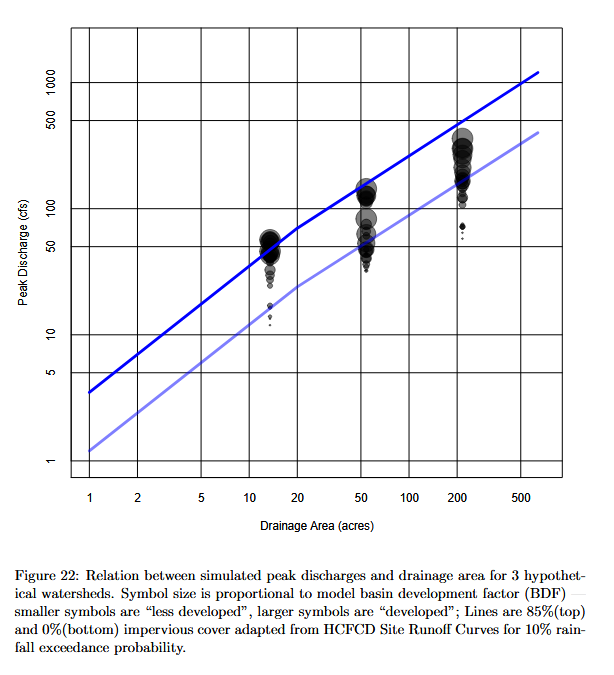 Peak Discharge (cfs)
1000
500
100
50
10
5
1
1 2 5 10 20 50 100 200 500
Drainage Area (acres)
Figure 22: Relation between simulated peak discharges and drainage area for 3 hypothet-
ical watersheds. Symbol size is proportional to model basin development factor (BDF) —
smaller symbols are “less developed”, larger symbols are “developed”; Lines are 85%(top)
and 0%(bottom) impervious cover adapted from HCFCD Site Runoff Curves for 10% rain-
fall exceedance probability.